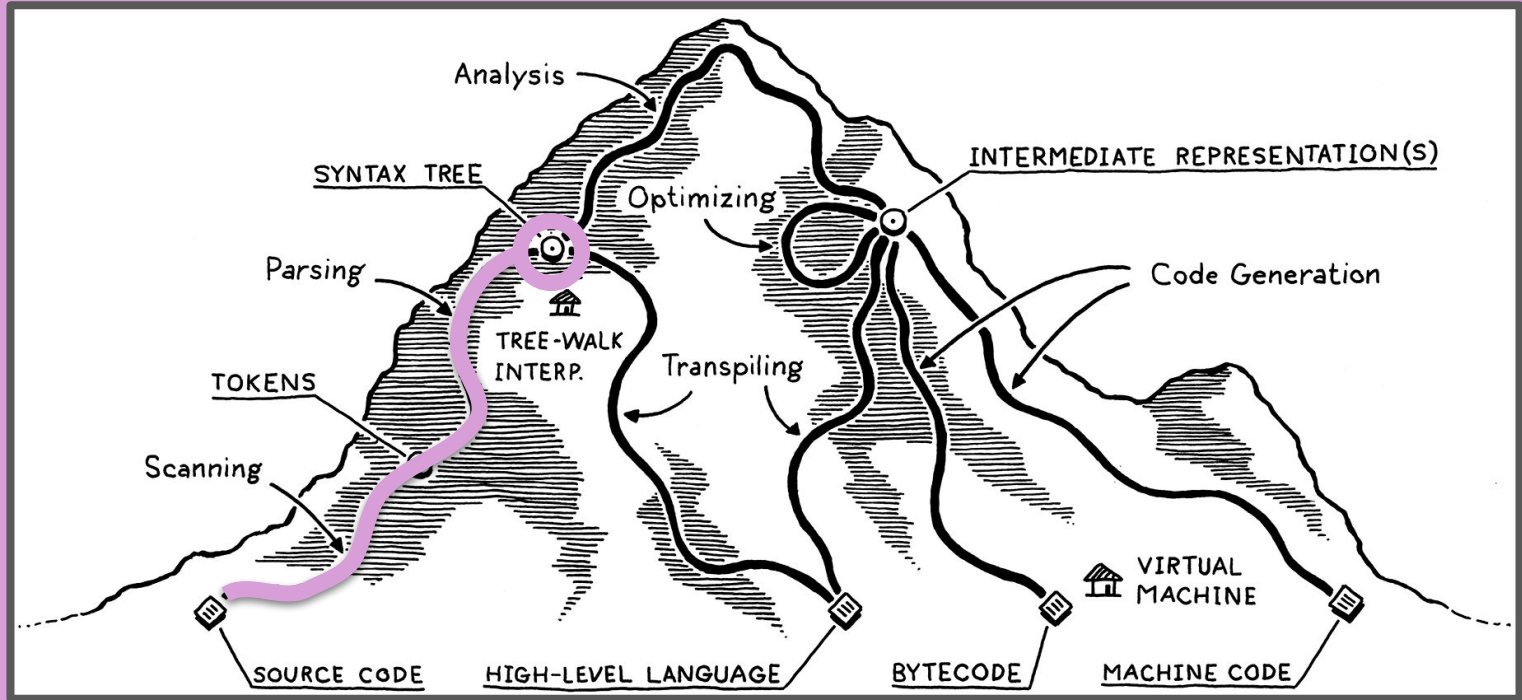 Analysis
INTERMEDIATE REPRESENTATION(S)
SYNTAX TREE
Optimizing
Parsing
Code Generation
TREE-WALK
INTERP.
Transpiling
TOKENS
Scanning
VIRTUAL
MACHINE
SOURCE CODE
HIGH-LEVEL LANGUAGE
BYTECODE
MACHINE CODE